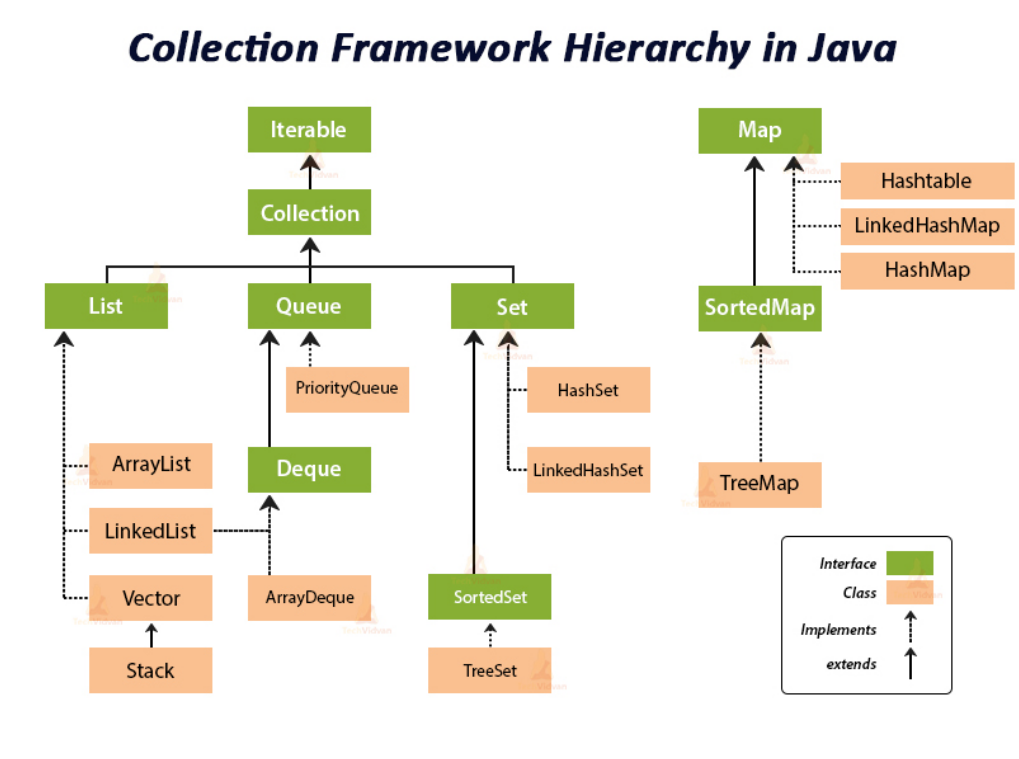 Collection Framework Hierarchy in Java
Iterable
Map
Hashtable
Collection
LinkedHashMap
HashMap
List
Queue
Set
SortedMap
PriorityQueue
HashSet
ArrayList
Deque
LinkedHashSet
TreeMap
LinkedList
Interface
Class
Vector
ArrayDeque
SortedSet
Implements
Stack
TreeSet
extends